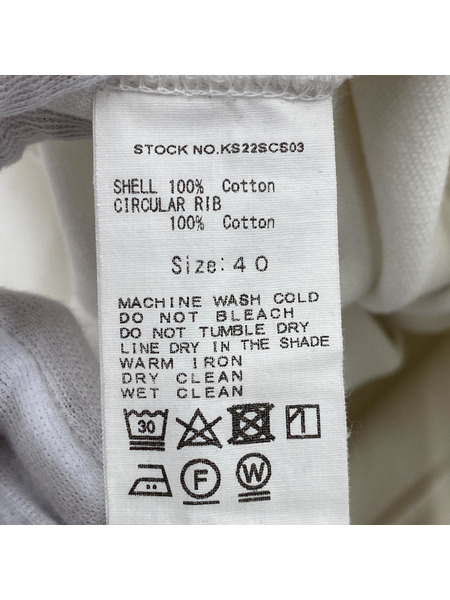 STOCK NO.KS22SCS03
SHELL 100% Cotton
CIRCULAR RIB
100% Cotton
Size: 40
MACHINE WASH COLD
DO NOT BLEACH
DO NOT TUMBLE DRY
LINE DRY IN THE SHADE
WARM IRON
DRY CLEAN
WET CLEAN
30
F W